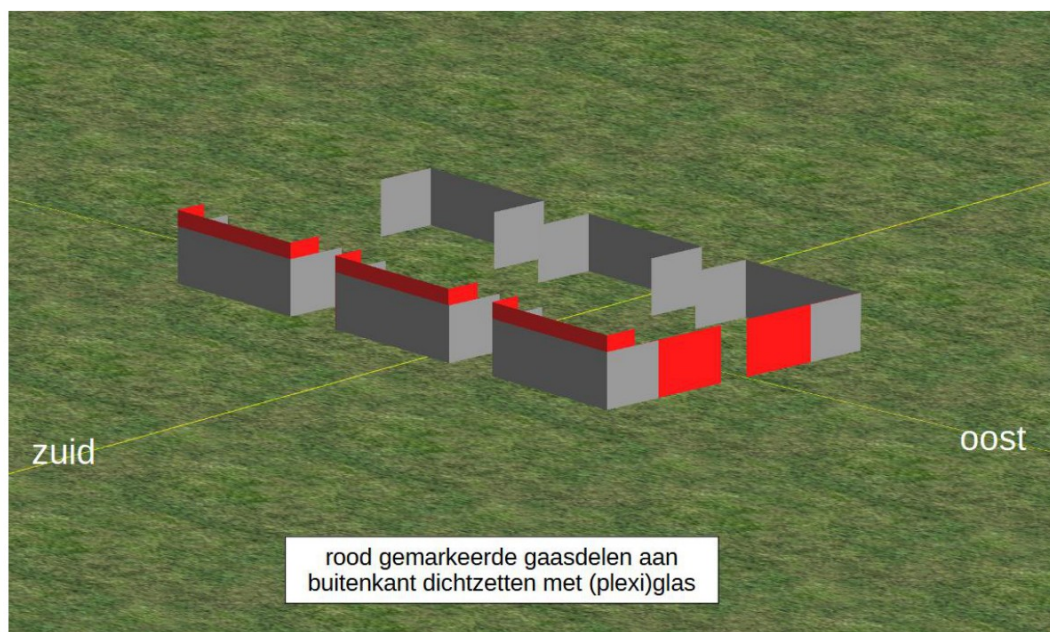 zuid
oost
rood gemarkeerde gaasdelen aan
buitenkant dichtzetten met (plexi)glas